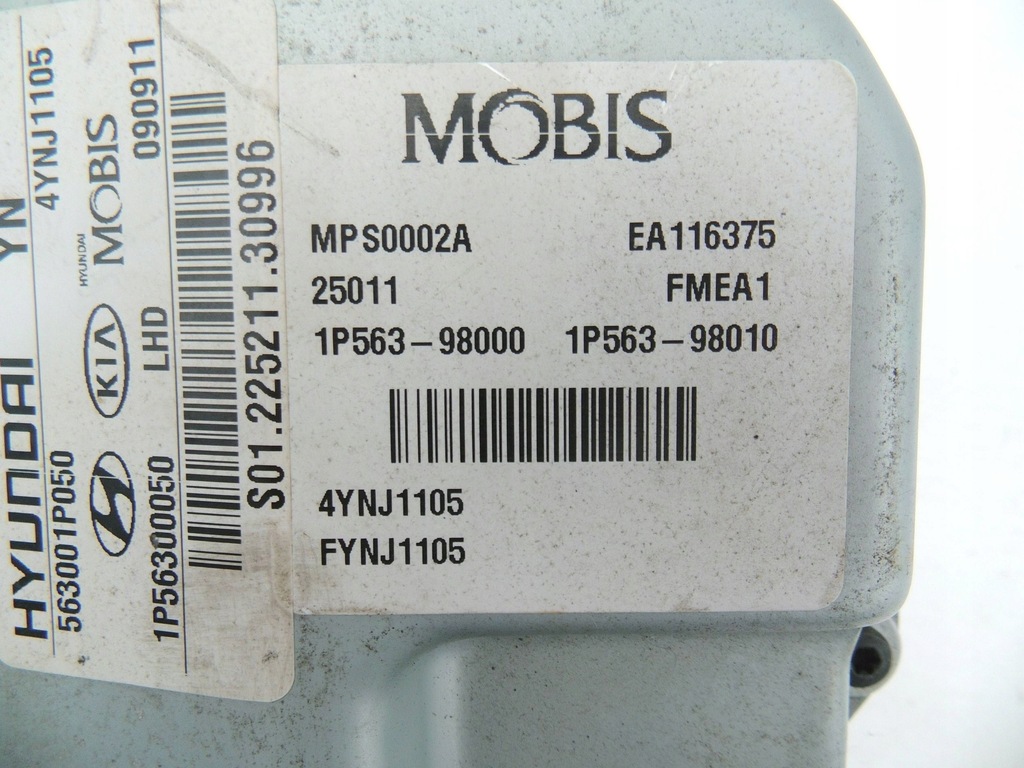 HYUNDAI YN
563001P050 4YNJ1105
KIA HYUNDAI MOBIS
1P56300050 LHD 090911
S01.225211.30996
MOBIS
MPS0002A EA116375
25011 FMEA1
1P563-98000 1P563-98010
4YNJ1105
FYNJ1105